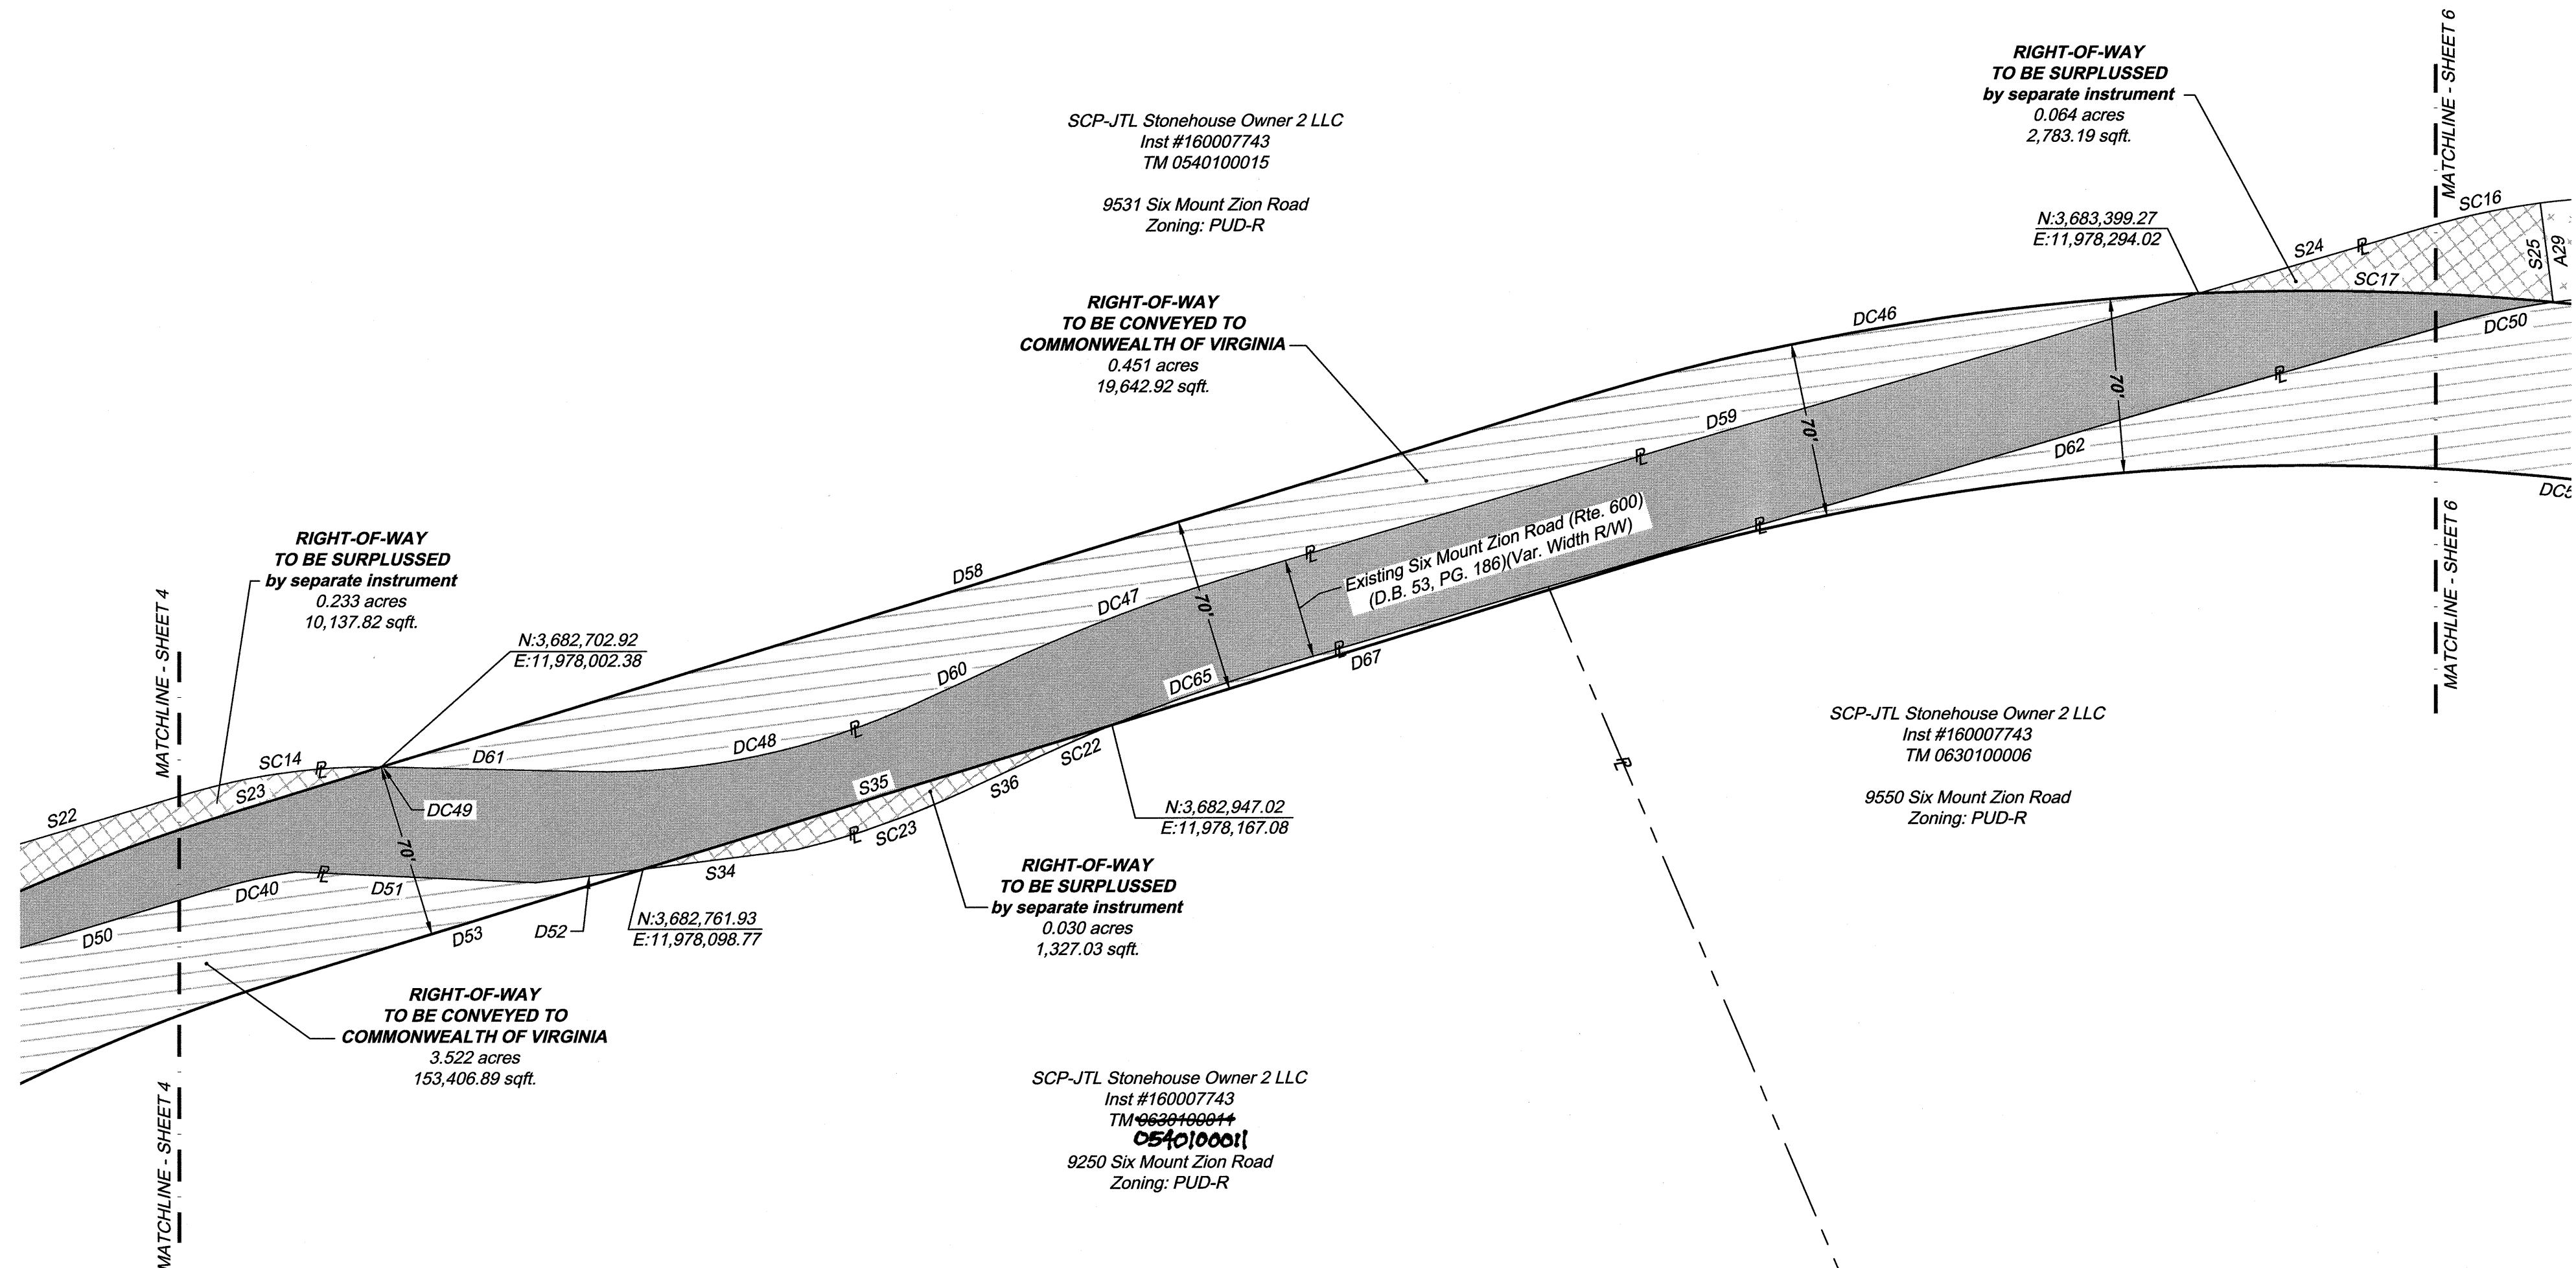 MATCHLINE - SHEET 6
RIGHT-OF-WAY
TO BE SURPLUSSED
by separate instrument
0.064 acres
2,783.19 sqft.
SCP-JTL Stonehouse Owner 2 LLC
Inst #160007743
TM 0540100015
9531 Six Mount Zion Road
Zoning: PUD-R
N:3,683,399.27
E:11,978,294.02
SC16
S24
S25
A29
SC17
DC50
RIGHT-OF-WAY
TO BE CONVEYED TO
COMMONWEALTH OF VIRGINIA
0.451 acres
19,642.92 sqft.
DC46
70'
70'
D59
D62
DC5
Existing Six Mount Zion Road (Rte. 600)
(D.B. 53, PG. 186)(Var. Width R/W)
MATCHLINE - SHEET 6
RIGHT-OF-WAY
TO BE SURPLUSSED
by separate instrument
0.233 acres
10,137.82 sqft.
D58
DC47
70'
D60
DC65
D67
MATCHLINE - SHEET 4
N:3,682,702.92
E:11,978,002.38
SC14
D61
DC48
S22
S23
DC49
S35
S36
SC22
SC23
N:3,682,947.02
E:11,978,167.08
70'
DC40
D51
S34
D50
D53
D52
N:3,682,761.93
E:11,978,098.77
RIGHT-OF-WAY
TO BE SURPLUSSED
by separate instrument
0.030 acres
1,327.03 sqft.
SCP-JTL Stonehouse Owner 2 LLC
Inst #160007743
TM 0630100006
9550 Six Mount Zion Road
Zoning: PUD-R
RIGHT-OF-WAY
TO BE CONVEYED TO
COMMONWEALTH OF VIRGINIA
3.522 acres
153,406.89 sqft.
MATCHLINE - SHEET 4
SCP-JTL Stonehouse Owner 2 LLC
Inst #160007743
TM 0630100011
0540100011
9250 Six Mount Zion Road
Zoning: PUD-R